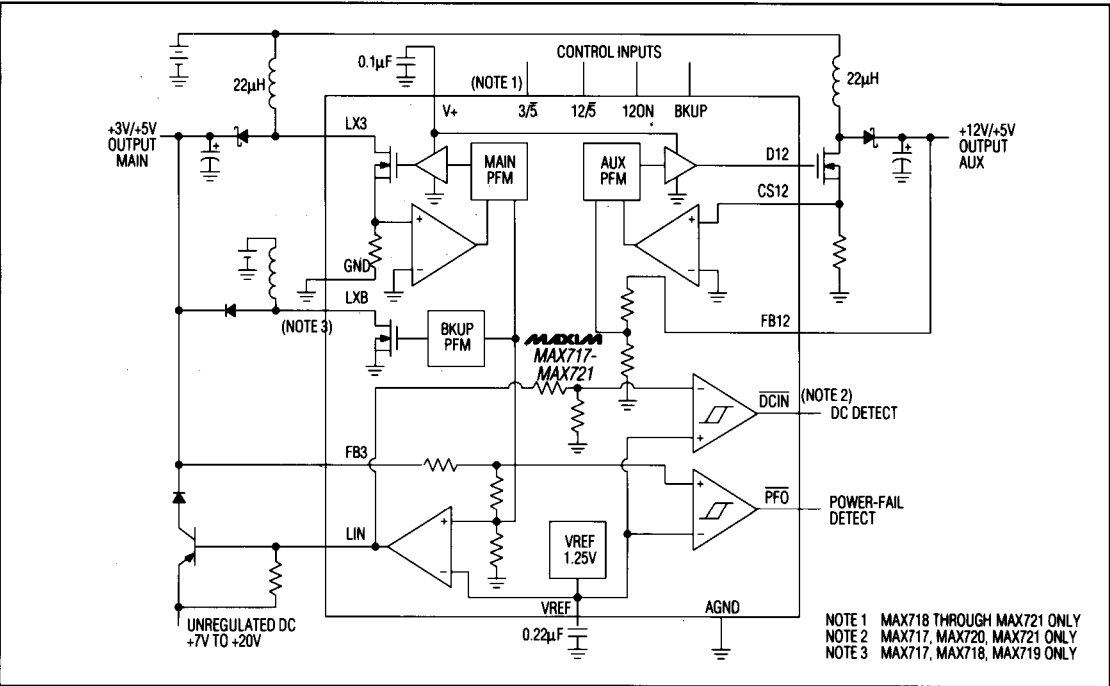 CONTROL INPUTS
0.1µF
22µH
(NOTE 1)
22µH
V+
3/5̅
12/5̅
120N
BKUP
+3V/+5V
OUTPUT
MAIN
LX3
MAIN
PFM
AUX
PFM
D12
+12V/+5V
OUTPUT
AUX
CS12
+
+
GND
−
−
LXB
FB12
(NOTE 3)
BKUP
PFM
MAXIM
MAX717-
MAX721
−
D̅C̅I̅N̅
(NOTE 2)
DC DETECT
+
FB3
+
P̅F̅O̅
POWER-FAIL
DETECT
LIN
+
VREF
1.25V
−
−
VREF
AGND
UNREGULATED DC
+7V TO +20V
0.22µF
NOTE 1 MAX718 THROUGH MAX721 ONLY
NOTE 2 MAX717, MAX720, MAX721 ONLY
NOTE 3 MAX717, MAX718, MAX719 ONLY